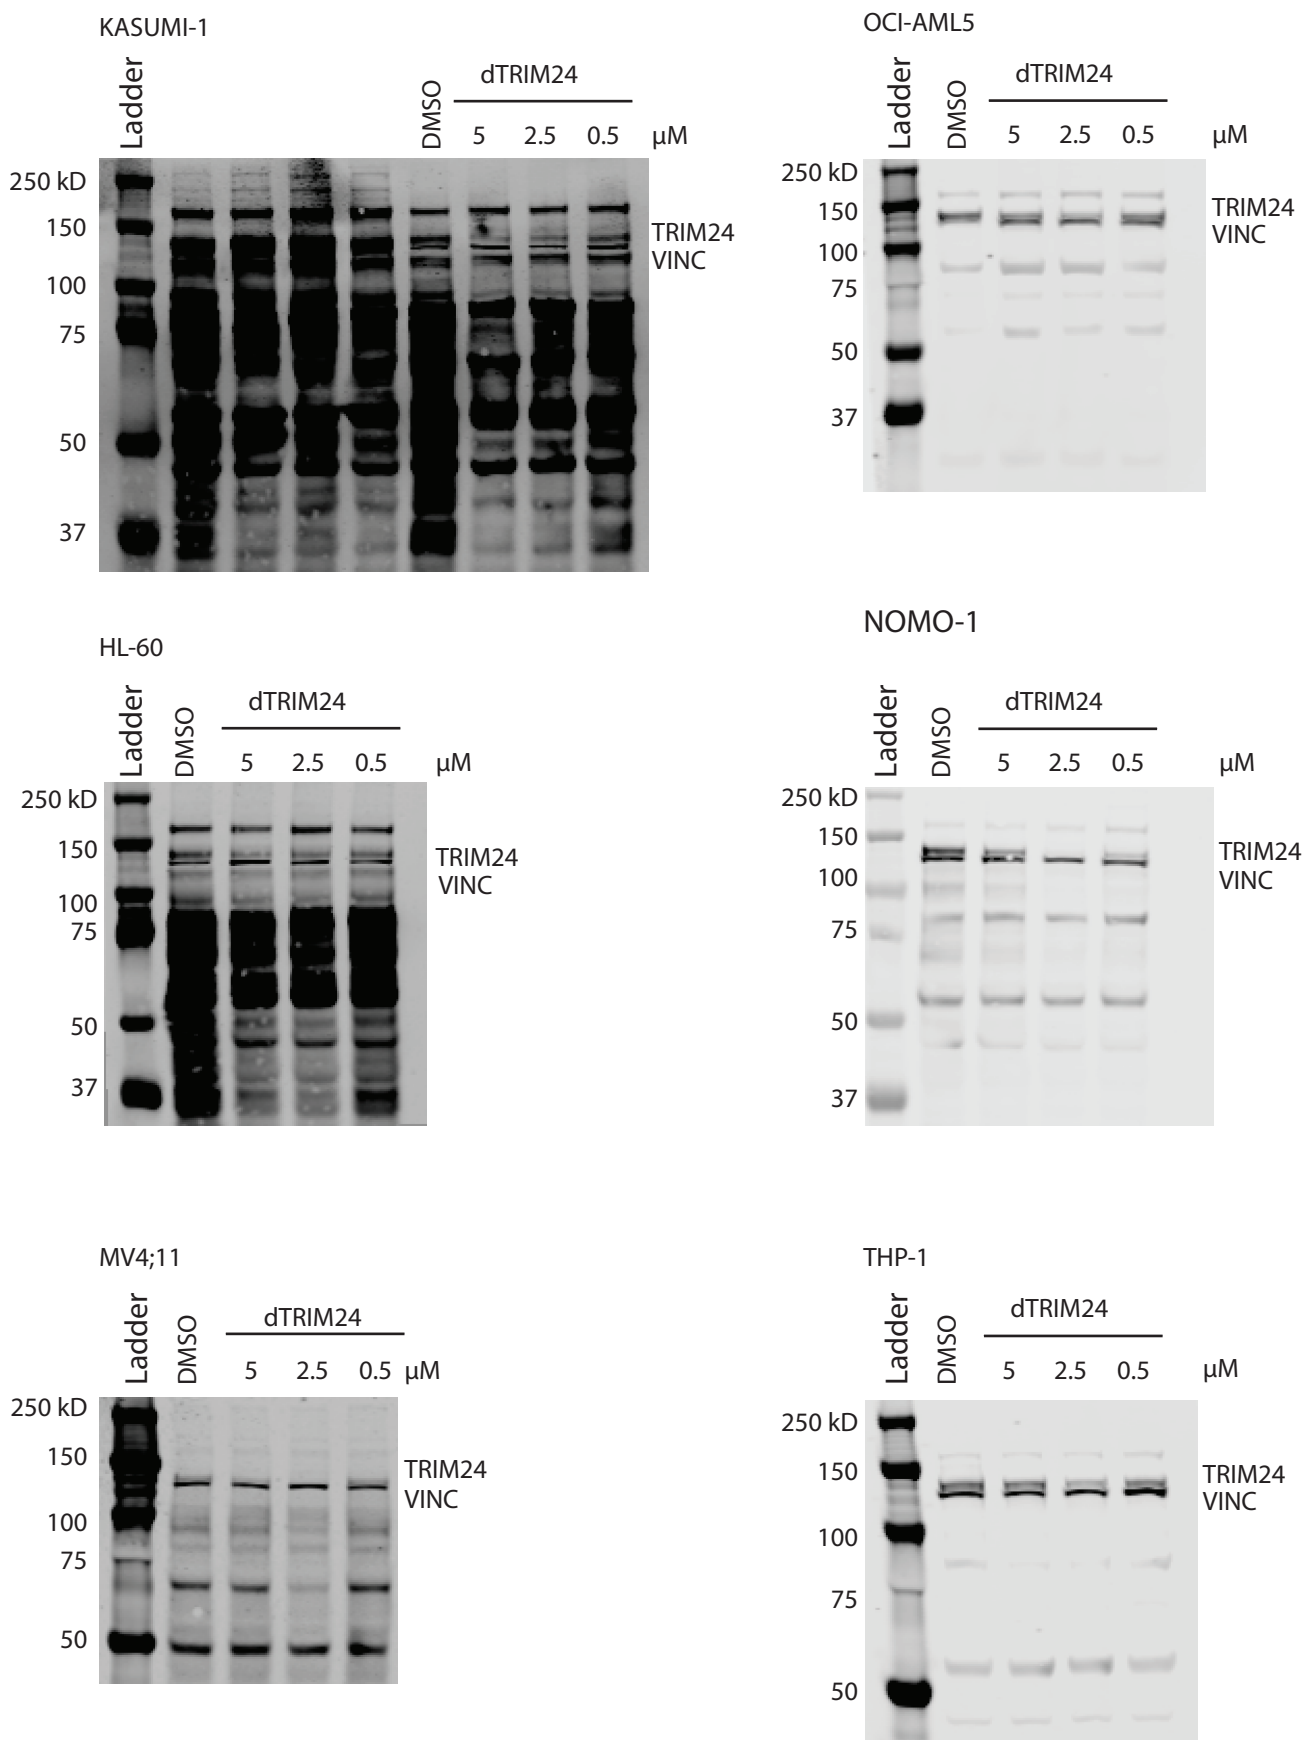 KASUMI-1
Ladder
DMSO
dTRIM24
5 2.5 0.5 µM
250 kD
150
100
75
50
37
TRIM24
VINC
OCI-AML5
Ladder
DMSO
dTRIM24
5 2.5 0.5 µM
250 kD
150
100
75
50
37
TRIM24
VINC
HL-60
Ladder
DMSO
dTRIM24
5 2.5 0.5 µM
250 kD
150
100
75
50
37
TRIM24
VINC
NOMO-1
Ladder
DMSO
dTRIM24
5 2.5 0.5 µM
250 kD
150
100
75
50
37
TRIM24
VINC
MV4;11
Ladder
DMSO
dTRIM24
5 2.5 0.5 µM
250 kD
150
100
75
50
TRIM24
VINC
THP-1
Ladder
DMSO
dTRIM24
5 2.5 0.5 µM
250 kD
150
100
75
50
TRIM24
VINC